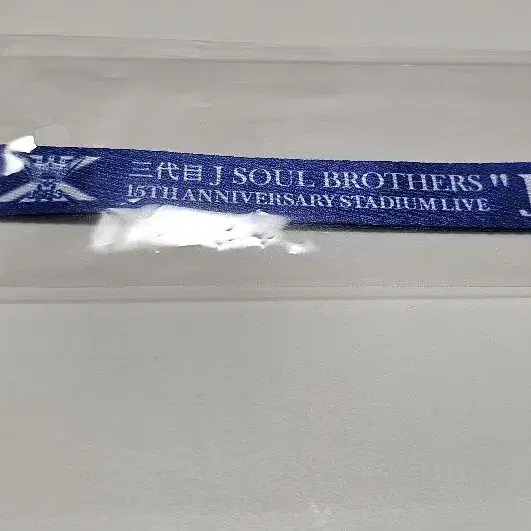 三代目 J SOUL BROTHERS "
15TH ANNIVERSARY STADIUM LIVE